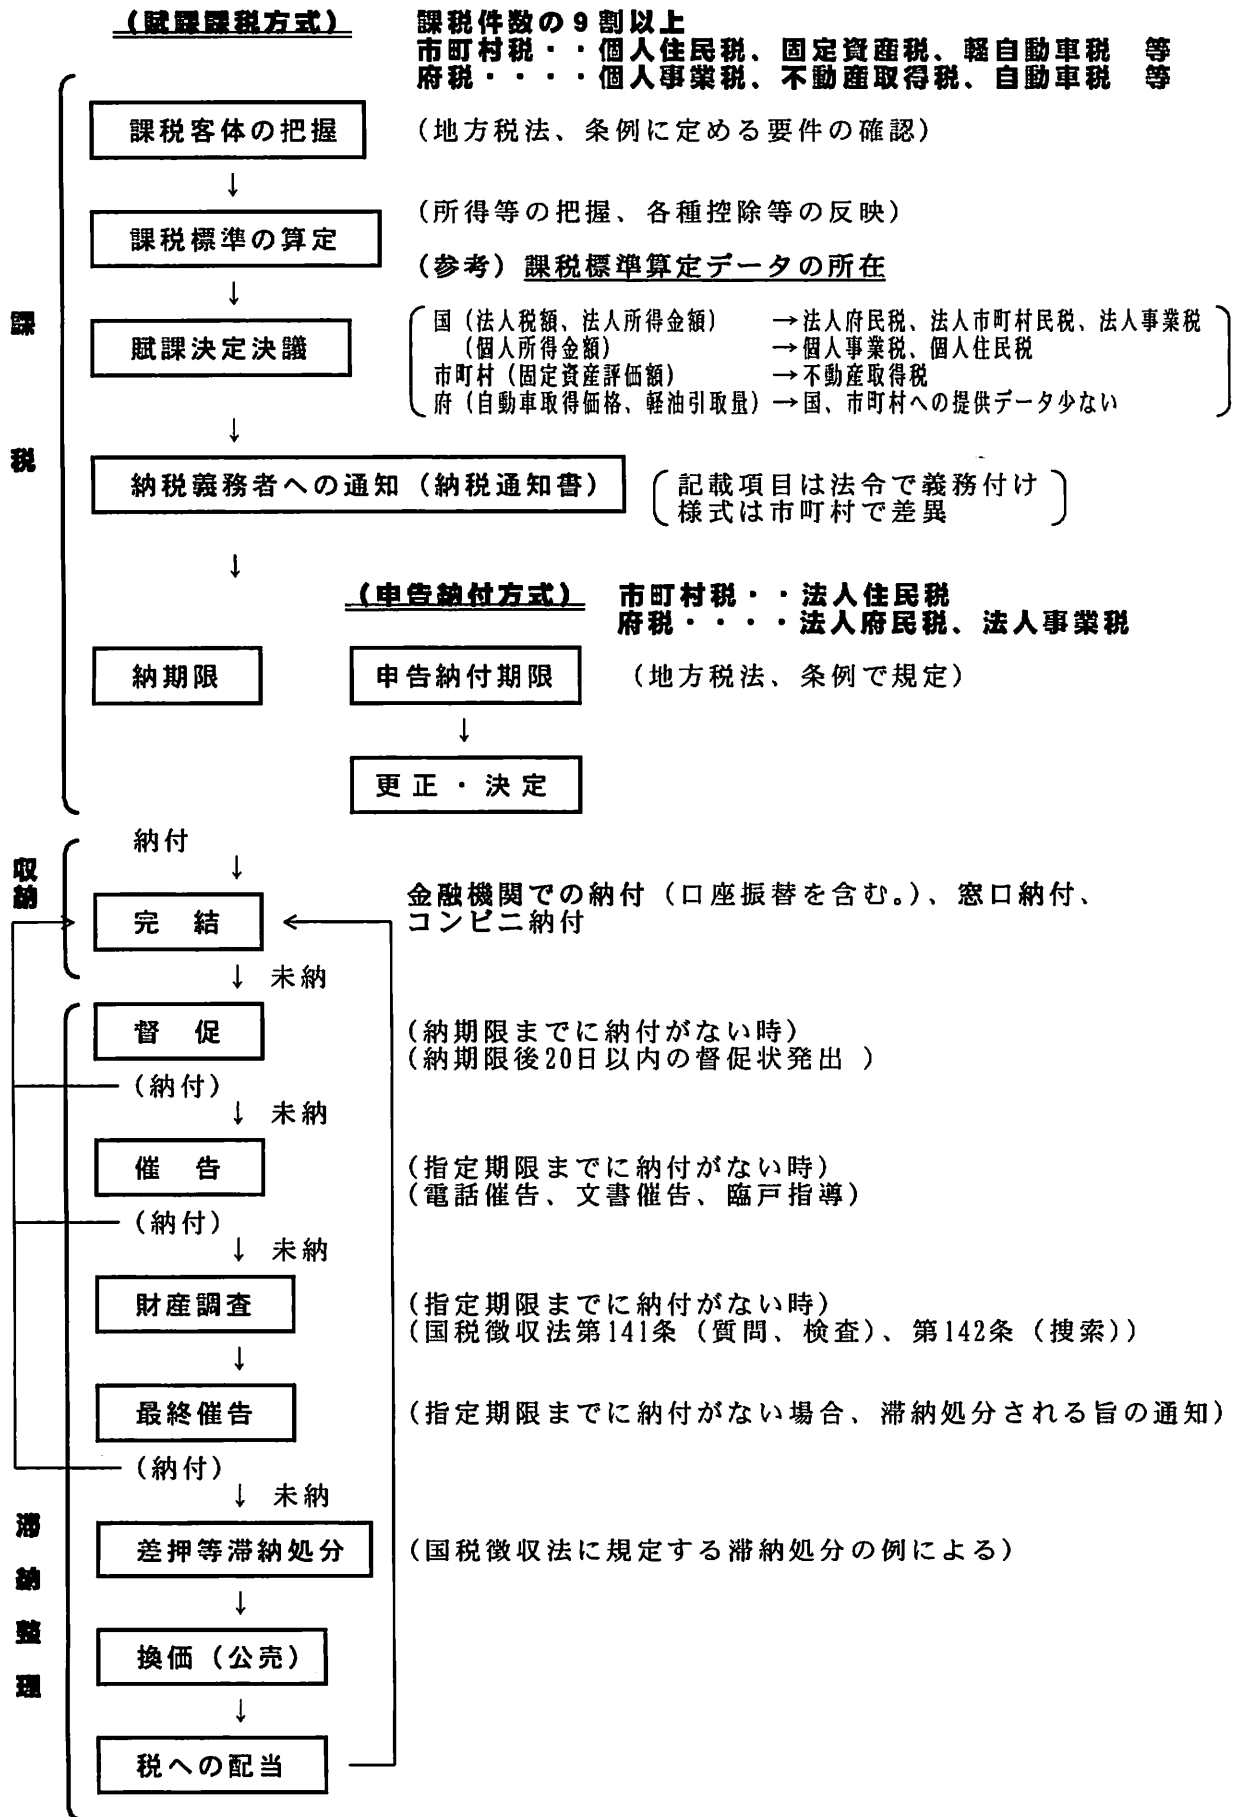 （賦課課税方式）　課税件数の９割以上
市町村税・・個人住民税、固定資産税、軽自動車税　等
府税・・・・個人事業税、不動産取得税、自動車税　等
課税客体の把握　（地方税法、条例に定める要件の確認）
↓
（所得等の把握、各種控除等の反映）
課税標準の算定
（参考）課税標準算定データの所在
↓
課税
国（法人税額、法人所得金額）　→法人府民税、法人市町村民税、法人事業税
（個人所得金額）　→個人事業税、個人住民税
賦課決定決議
市町村（固定資産評価額）　→不動産取得税
府（自動車取得価格、軽油引取量）→国、市町村への提供データ少ない
↓
納税義務者への通知（納税通知書）
記載項目は法令で義務付け
様式は市町村で差異
↓
（申告納付方式）　市町村税・・法人住民税
府税・・・・法人府民税、法人事業税
納期限　申告納付期限　（地方税法、条例で規定）
↓
更正・決定
納付
↓
収納
完　結
金融機関での納付（口座振替を含む。）、窓口納付、
コンビニ納付
↓　未納
督　促
（納期限までに納付がない時）
（納期限後20日以内の督促状発出　）
（納付）
↓　未納
催　告
（指定期限までに納付がない時）
（電話催告、文書催告、臨戸指導）
（納付）
↓　未納
財産調査
（指定期限までに納付がない時）
（国税徴収法第141条（質問、検査）、第142条（捜索））
↓
最終催告　（指定期限までに納付がない場合、滞納処分される旨の通知）
（納付）
↓　未納
滞納整理
差押等滞納処分　（国税徴収法に規定する滞納処分の例による）
↓
換価（公売）
↓
税への配当